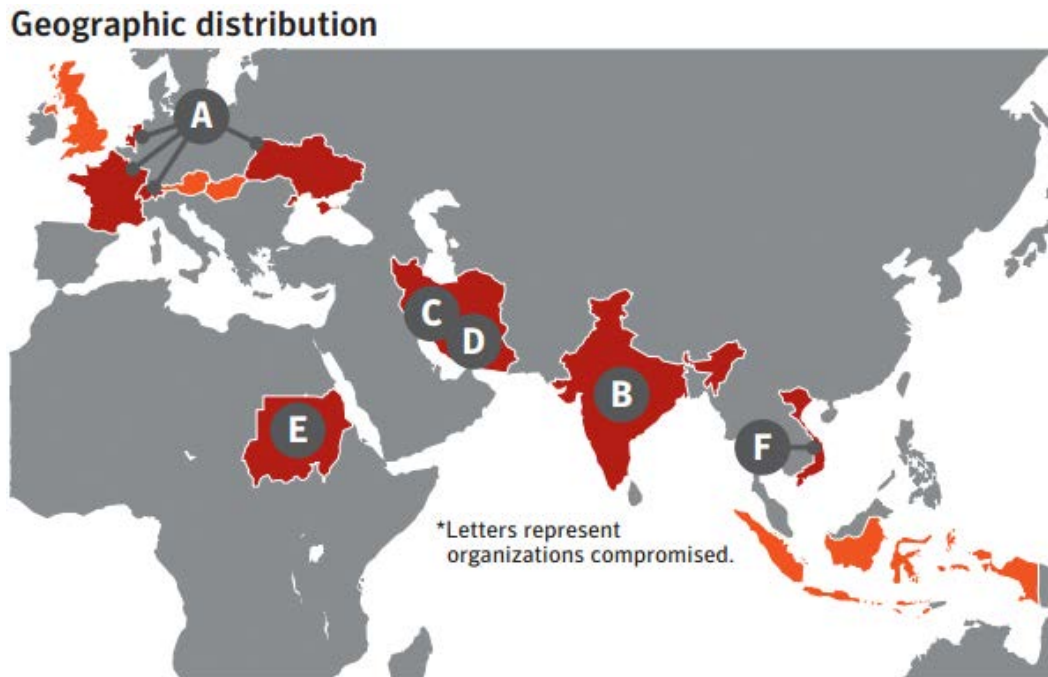 Geographic distribution
A
C
D
B
E
F
*Letters represent
organizations compromised.